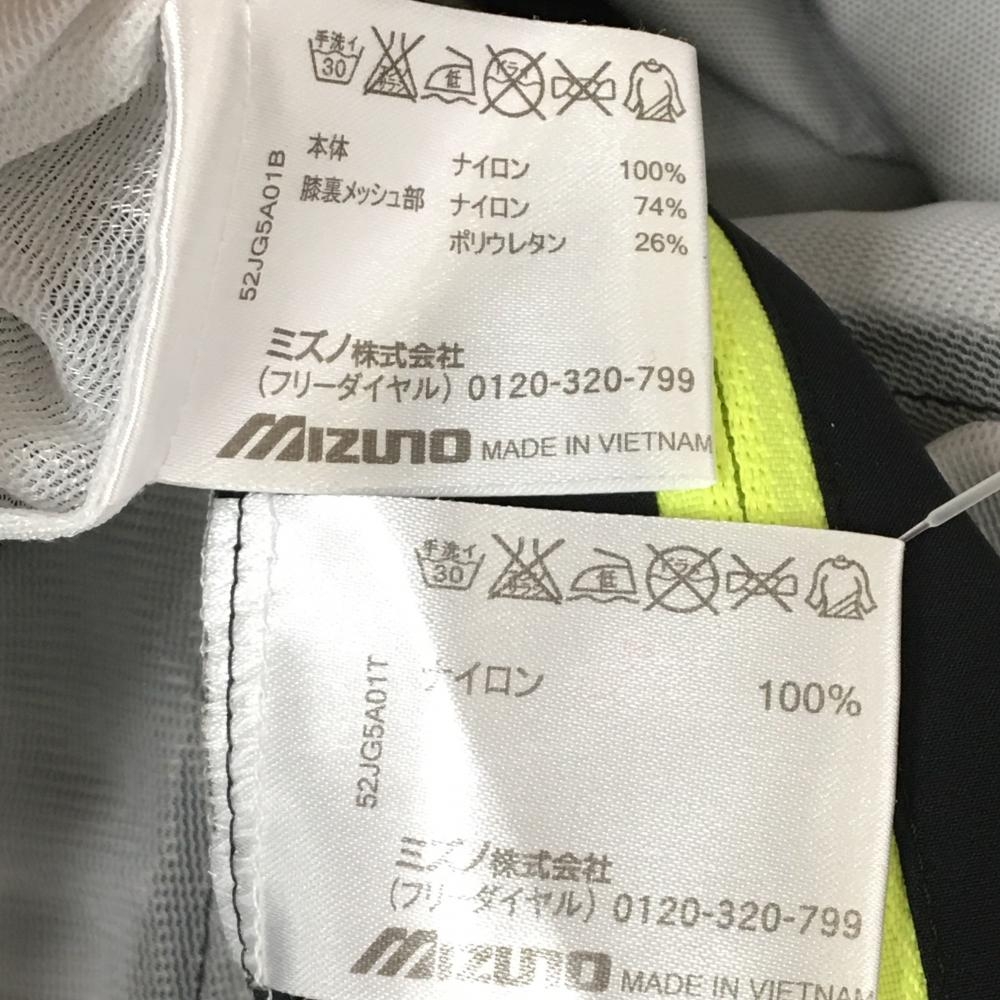 手洗イ
30
低
ドライ
52JG5A01B
本体 ナイロン 100%
膝裏メッシュ部 ナイロン 74%
ポリウレタン 26%
ミズノ株式会社
(フリーダイヤル) 0120-320-799
MIZUNO MADE IN VIETNAM
手洗イ
30
低
ドライ
52JG5A01T
ナイロン 100%
ミズノ株式会社
(フリーダイヤル) 0120-320-799
MIZUNO MADE IN VIETNAM